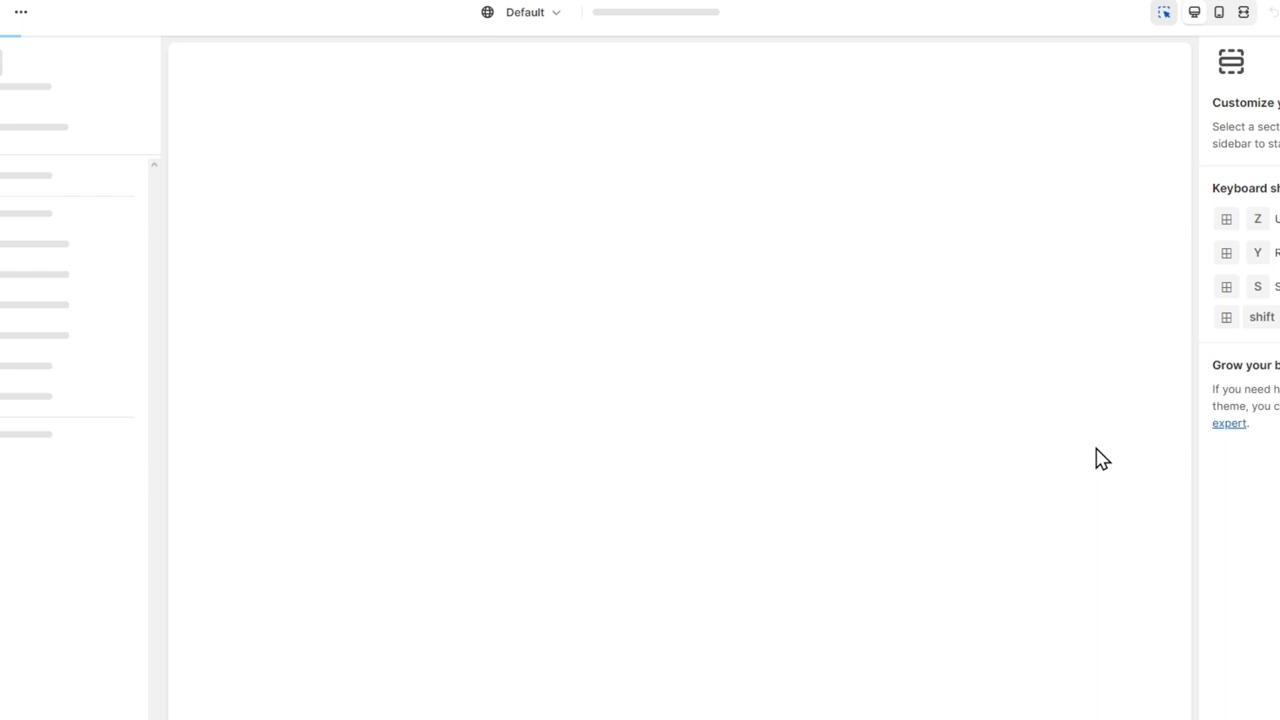 Default
Customize
Select a sect
sidebar to sta
Keyboard sh
Z
Y
S
shift
Grow your b
If you need h
theme, you c
expert.